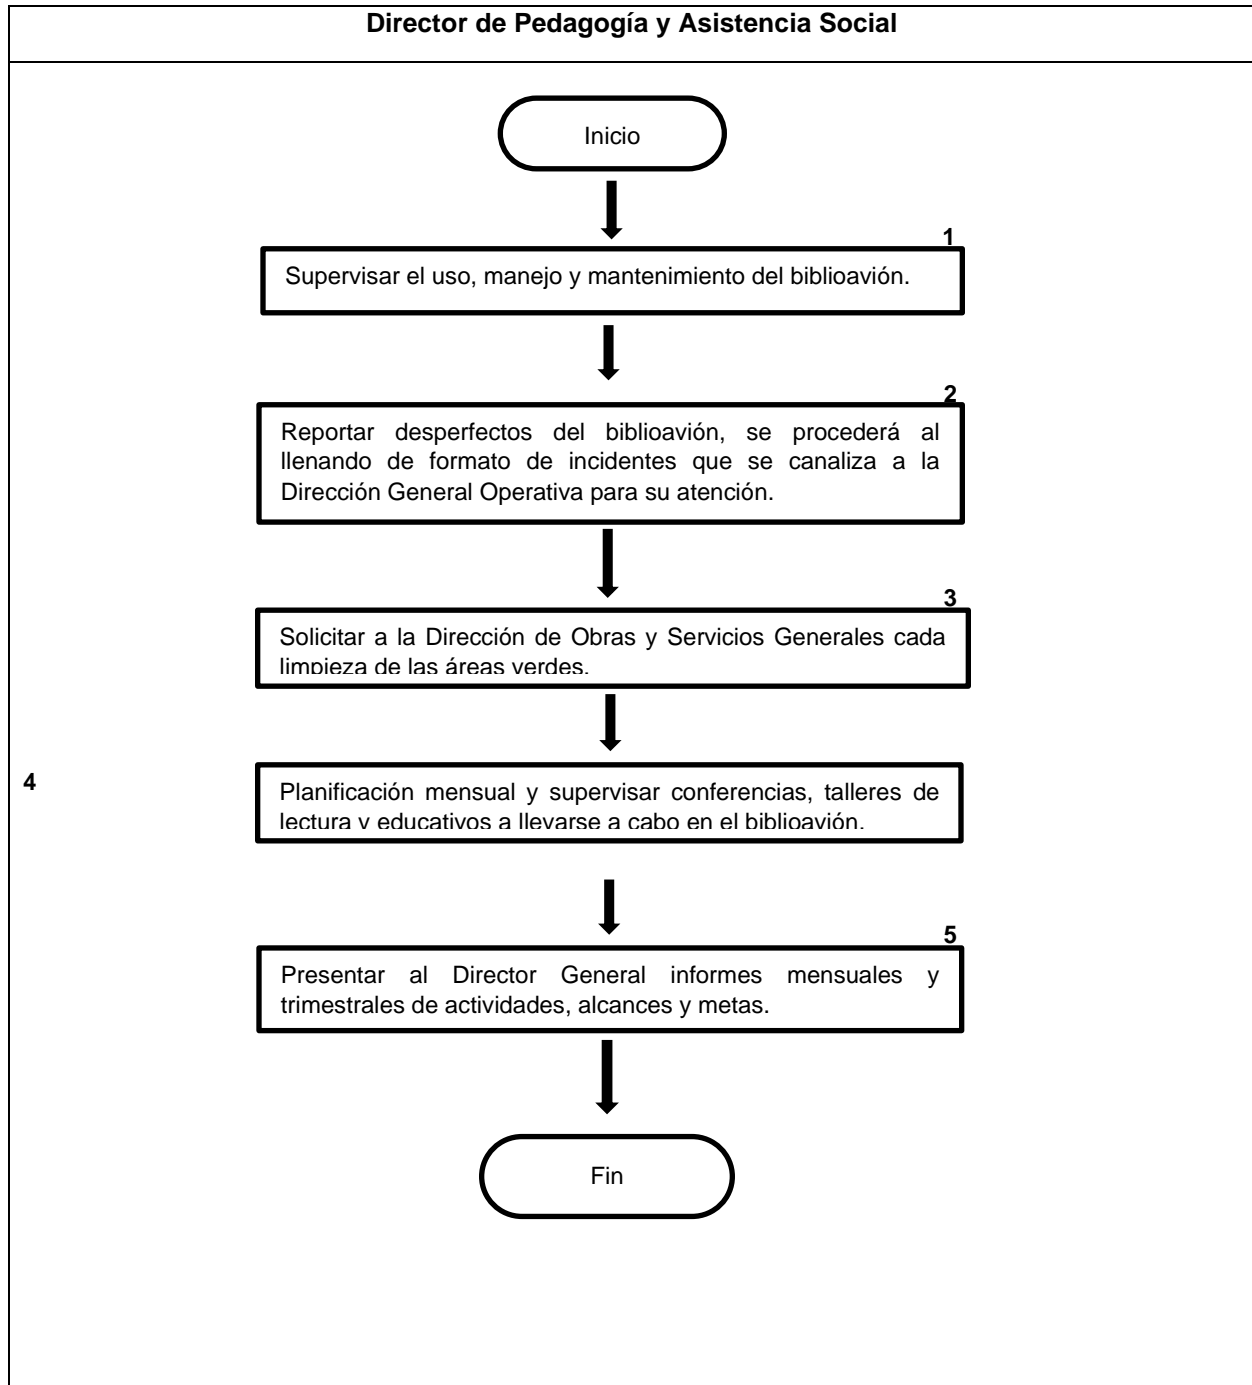 Director de Pedagogía y Asistencia Social
Inicio
1
Supervisar el uso, manejo y mantenimiento del biblioavión.
2
Reportar desperfectos del biblioavión, se procederá al
llenando de formato de incidentes que se canaliza a la
Dirección General Operativa para su atención.
3
Solicitar a la Dirección de Obras y Servicios Generales cada
limpieza de las áreas verdes.
4
Planificación mensual y supervisar conferencias, talleres de
lectura y educativos a llevarse a cabo en el biblioavión.
5
Presentar al Director General informes mensuales y
trimestrales de actividades, alcances y metas.
Fin